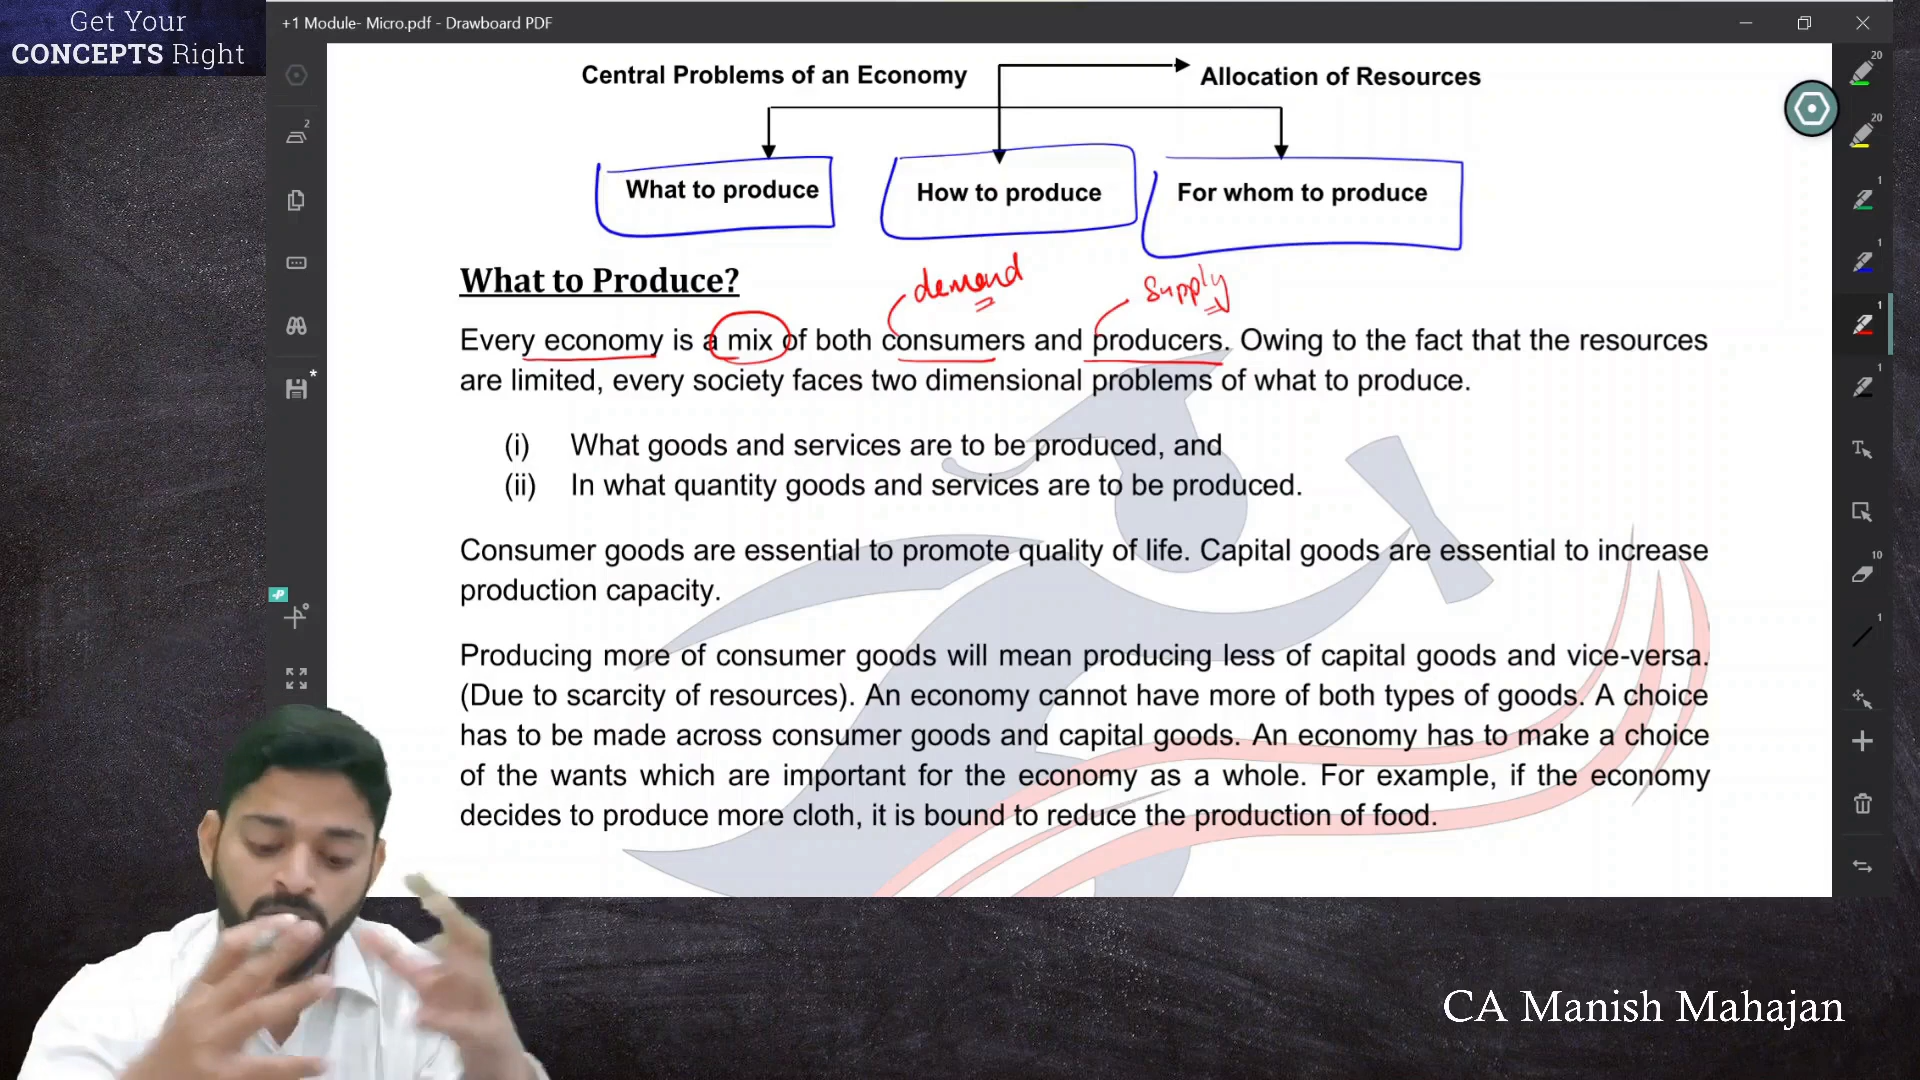 Get Your
CONCEPTS Right
+1 Module- Micro.pdf - Drawboard PDF
Central Problems of an Economy
Allocation of Resources
What to produce
How to produce
For whom to produce
What to Produce?
demand
Supply
Every economy is a mix of both consumers and producers. Owing to the fact that the resources
are limited, every society faces two dimensional problems of what to produce.
(i) What goods and services are to be produced, and
(ii) In what quantity goods and services are to be produced.
Consumer goods are essential to promote quality of life. Capital goods are essential to increase
production capacity.
Producing more of consumer goods will mean producing less of capital goods and vice-versa.
(Due to scarcity of resources). An economy cannot have more of both types of goods. A choice
has to be made across consumer goods and capital goods. An economy has to make a choice
of the wants which are important for the economy as a whole. For example, if the economy
decides to produce more cloth, it is bound to reduce the production of food.
CA Manish Mahajan
20
20
1
1
1
1
10
1
2